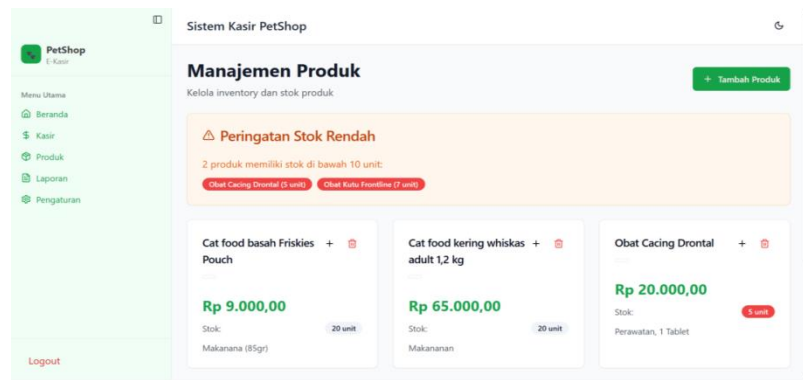 PetShop
E-Kasir
Menu Utama
Beranda
Kasir
Produk
Laporan
Pengaturan
Logout
Sistem Kasir PetShop
Manajemen Produk
Kelola inventory dan stok produk
+ Tambah Produk
Peringatan Stok Rendah
2 produk memiliki stok di bawah 10 unit:
Obat Cacing Drontal (5 unit) Obat Kutu Frontline (7 unit)
Cat food basah Friskies +
Pouch
Rp 9.000,00
Stok: 20 unit
Makanana (85gr)
Cat food kering whiskas +
adult 1,2 kg
Rp 65.000,00
Stok: 20 unit
Makananan
Obat Cacing Drontal +
Rp 20.000,00
Stok: 5 unit
Perawatan, 1 Tablet